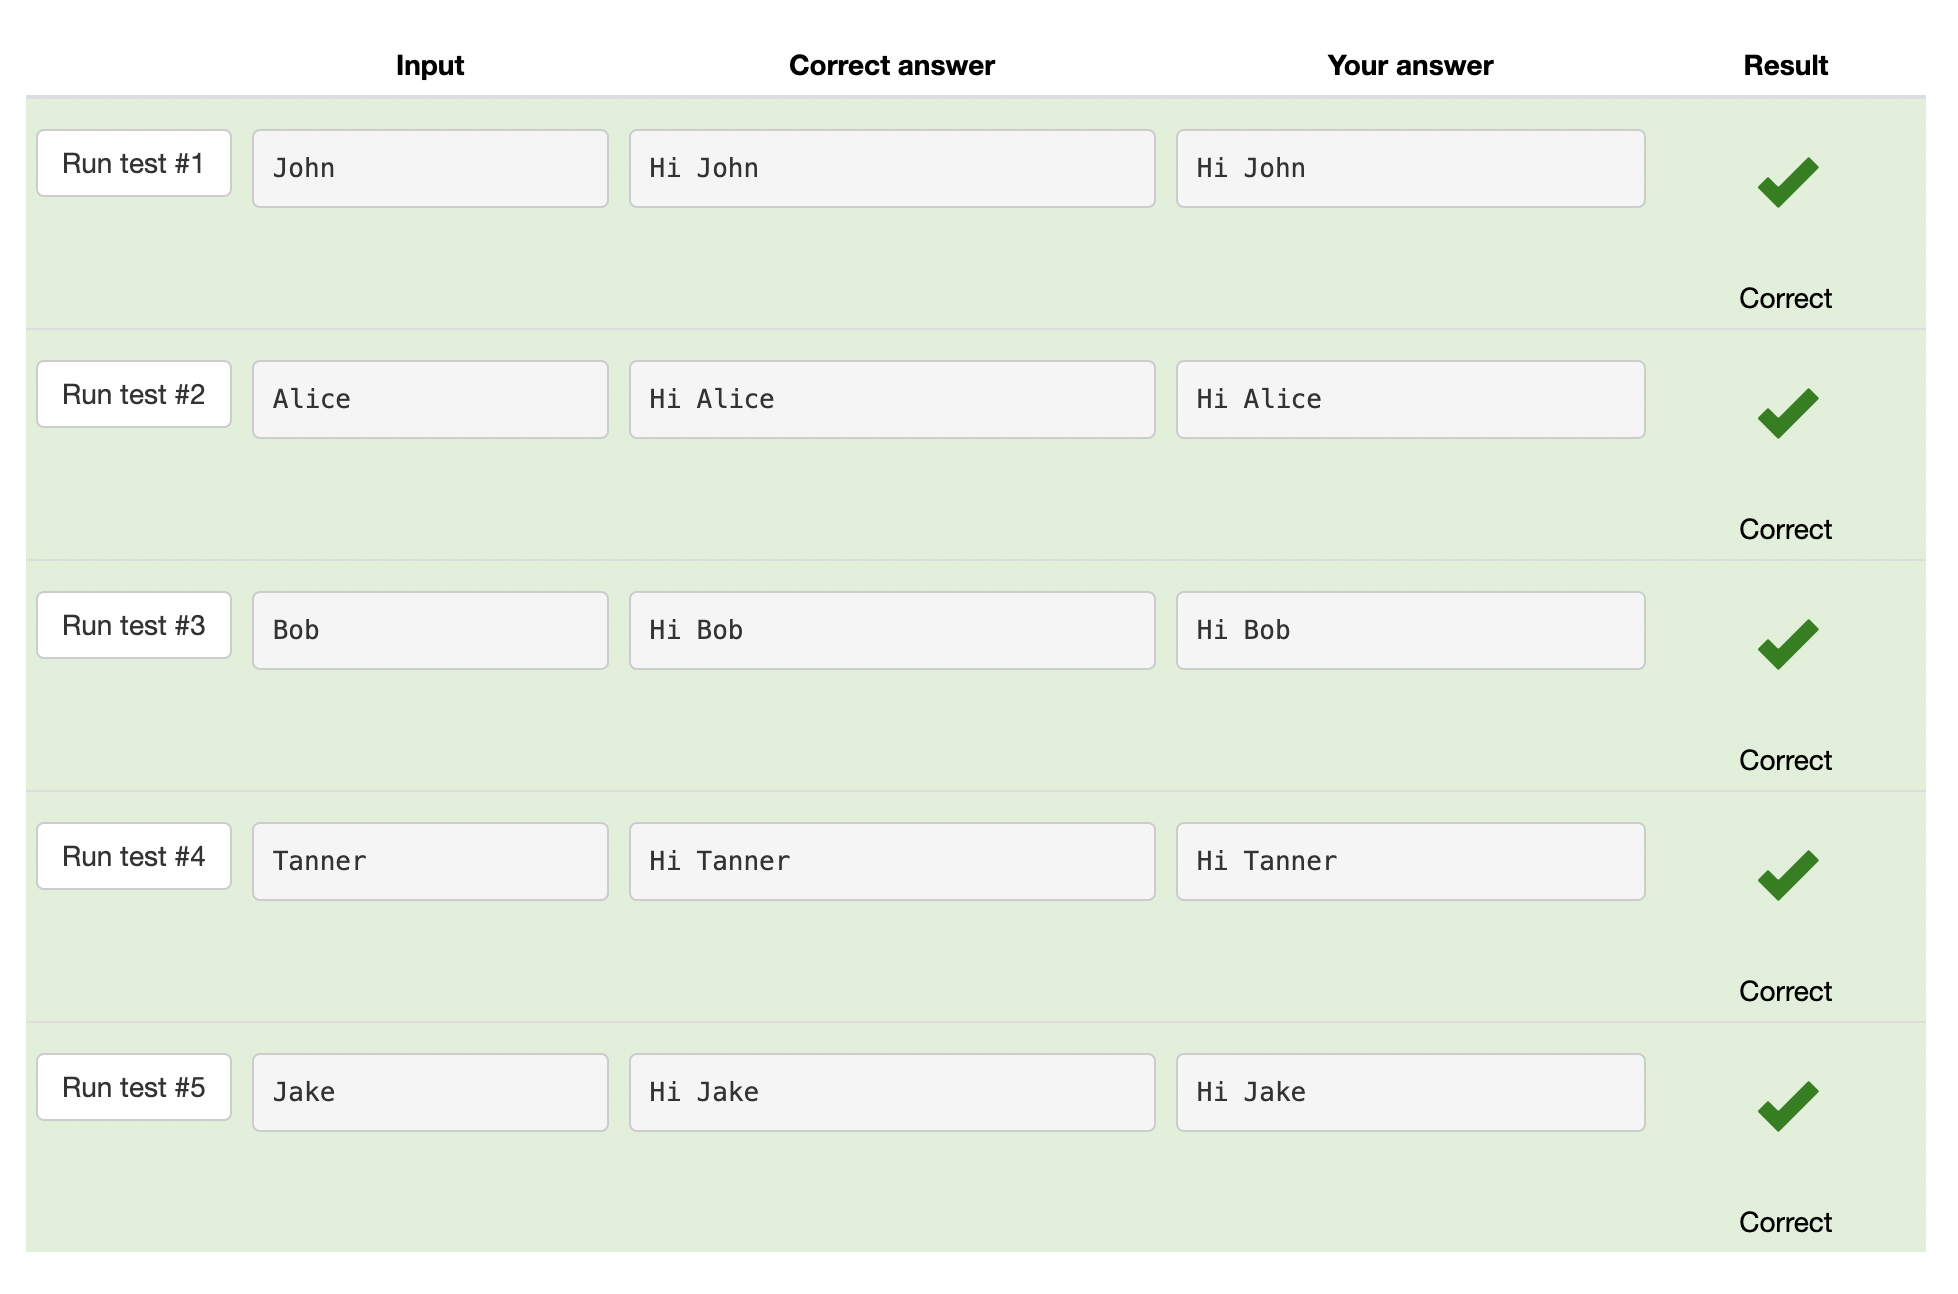 Input Correct answer Your answer Result
Run test #1 John Hi John Hi John
Correct
Run test #2 Alice Hi Alice Hi Alice
Correct
Run test #3 Bob Hi Bob Hi Bob
Correct
Run test #4 Tanner Hi Tanner Hi Tanner
Correct
Run test #5 Jake Hi Jake Hi Jake
Correct